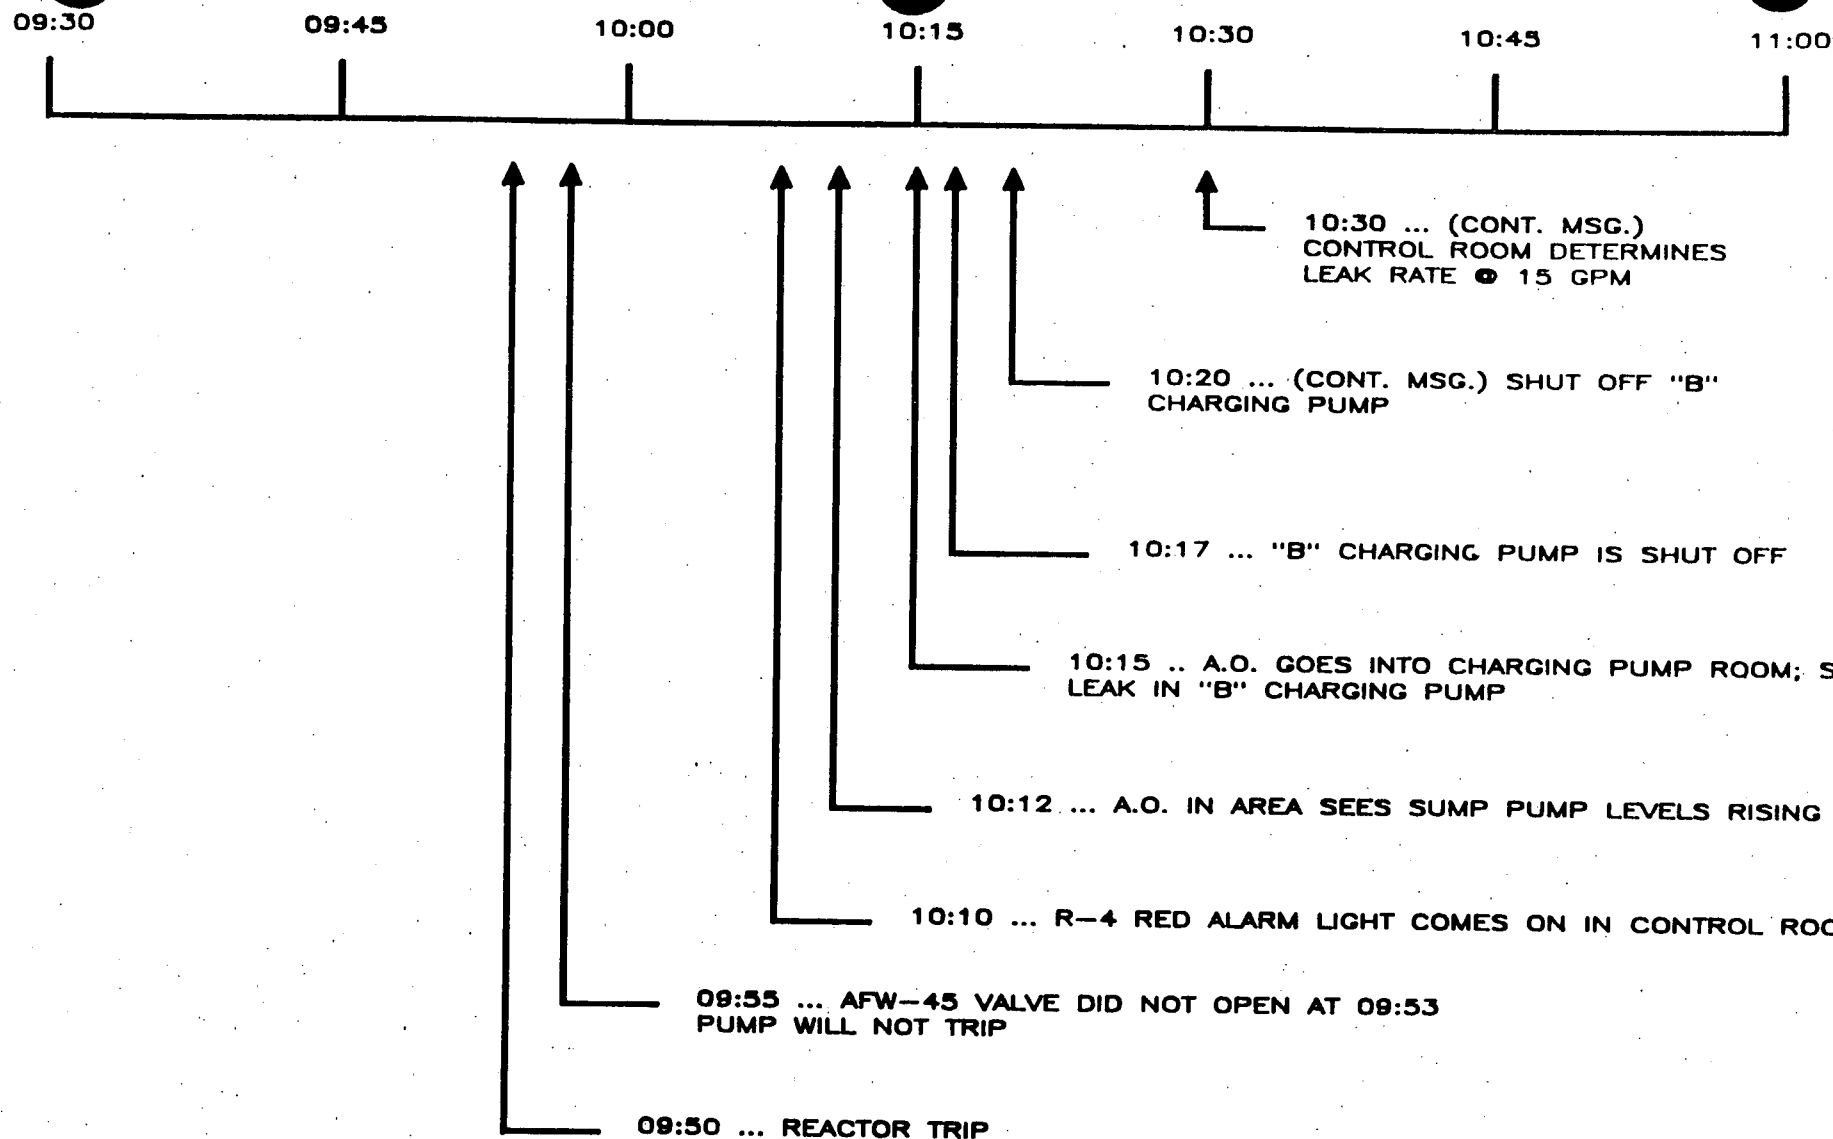 09:30 09:45 10:00 10:15 10:30 10:45 11:00
10:30 ... (CONT. MSG.)
CONTROL ROOM DETERMINES
LEAK RATE @ 15 GPM
10:20 ... (CONT. MSG.) SHUT OFF "B"
CHARGING PUMP
10:17 ... "B" CHARGING PUMP IS SHUT OFF
10:15 .. A.O. GOES INTO CHARGING PUMP ROOM;
LEAK IN "B" CHARGING PUMP
10:12 ... A.O. IN AREA SEES SUMP PUMP LEVELS RISING
10:10 ... R-4 RED ALARM LIGHT COMES ON IN CONTROL
09:55 ... AFW-45 VALVE DID NOT OPEN AT 09:53
PUMP WILL NOT TRIP
09:50 ... REACTOR TRIP